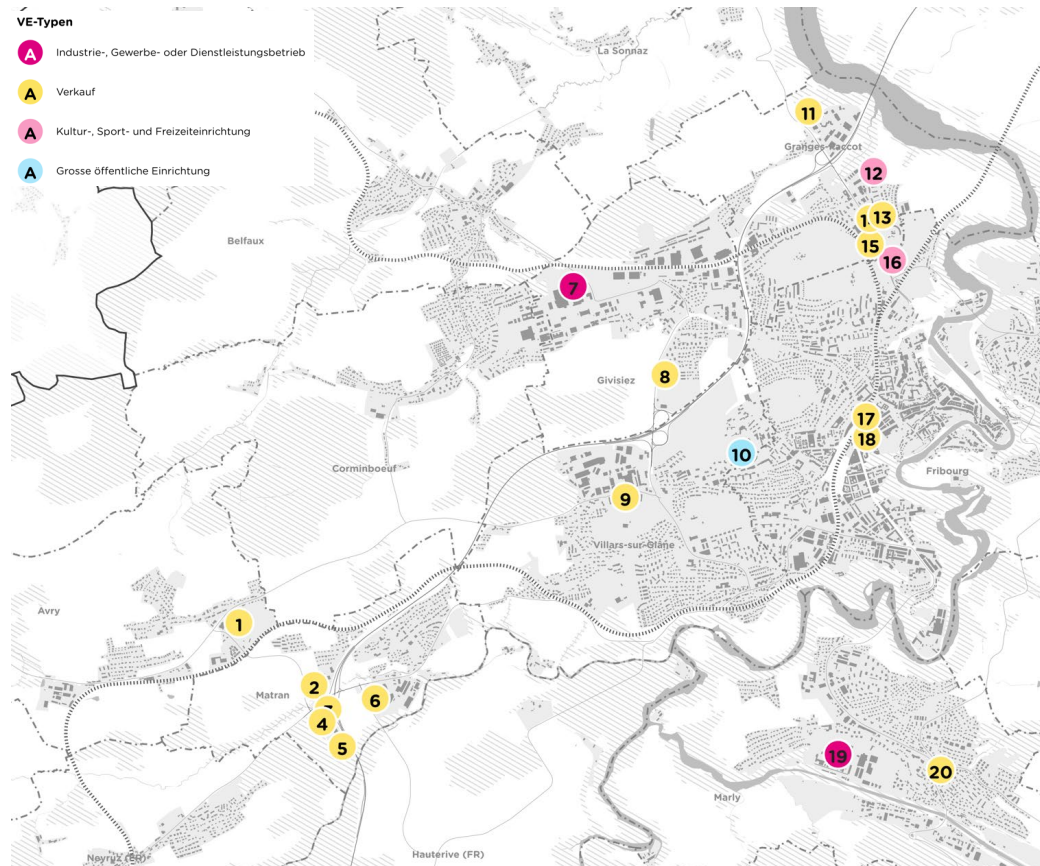 VE-Typen
A Industrie-, Gewerbe- oder Dienstleistungsbetrieb
A Verkauf
A Kultur-, Sport- und Freizeiteinrichtung
A Grosse öffentliche Einrichtung
La Sonnaz
11
Granges-Paccot
12
13
15
16
Belfaux
7
Givisiez
8
17
18
10
Corminboeuf
Fribourg
9
Villars-sur-Glâne
Avry
1
2
Matran
6
4
5
19
20
Marly
Hauterive (FR)
Neyruz (FR)